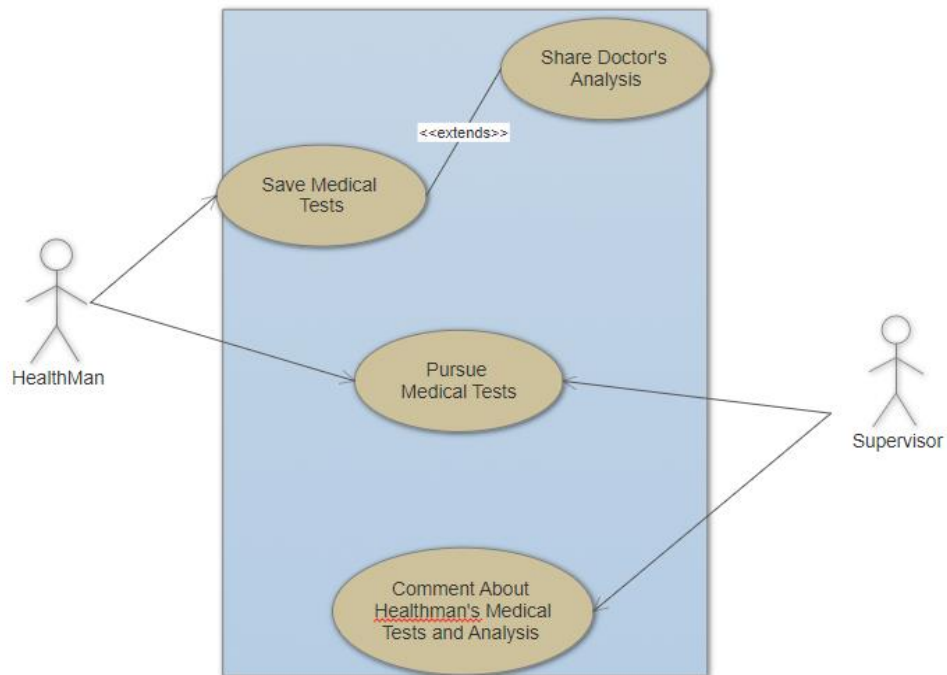 Share Doctor's
Analysis
<<extends>>
Save Medical
Tests
HealthMan
Pursue
Medical Tests
Supervisor
Comment About
Healthman's Medical
Tests and Analysis